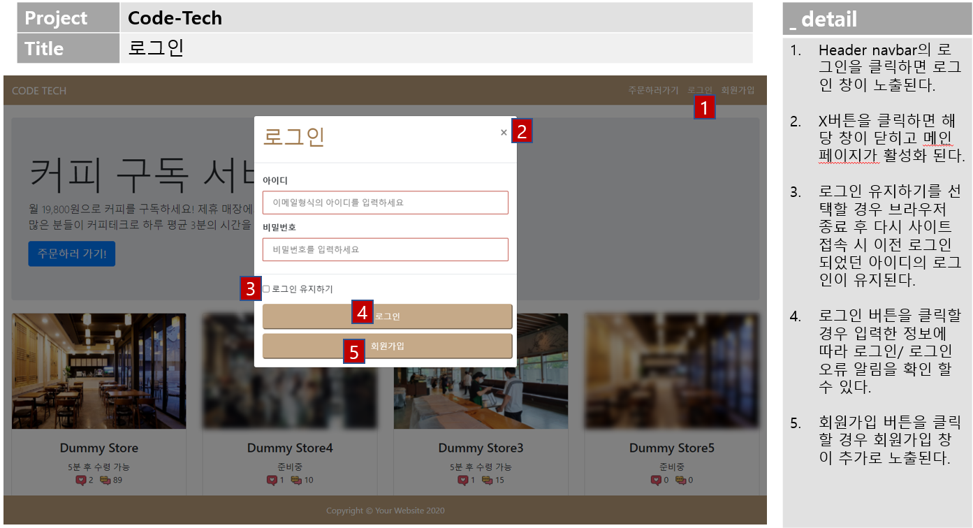 Project
Code-Tech
Title
로그인
CODE TECH
주문하러가기
로그인
회원가입
1
로그인
×
2
커피 구독 서비
월 19,800원으로 커피를 구독하세요! 제휴 매장에
많은 분들이 커피테크로 하루 평균 3분의 시간을
주문하러 가기!
아이디
이메일형식의 아이디를 입력하세요
비밀번호
비밀번호를 입력하세요
3
로그인 유지하기
4
로그인
5
회원가입
Dummy Store
5분 후 수령 가능
2
89
Dummy Store4
준비중
1
10
Dummy Store3
5분 후 수령 가능
1
15
Dummy Store5
준비중
0
0
Copyright © Your Website 2020
_ detail
1. Header navbar의 로
그인을 클릭하면 로그
인 창이 노출된다.
2. X버튼을 클릭하면 해
당 창이 닫히고 메인
페이지가 활성화 된다.
3. 로그인 유지하기를 선
택할 경우 브라우저
종료 후 다시 사이트
접속 시 이전 로그인
되었던 아이디의 로그
인이 유지된다.
4. 로그인 버튼을 클릭할
경우 입력한 정보에
따라 로그인/ 로그인
오류 알림을 확인 할
수 있다.
5. 회원가입 버튼을 클릭
할 경우 회원가입 창
이 추가로 노출된다.